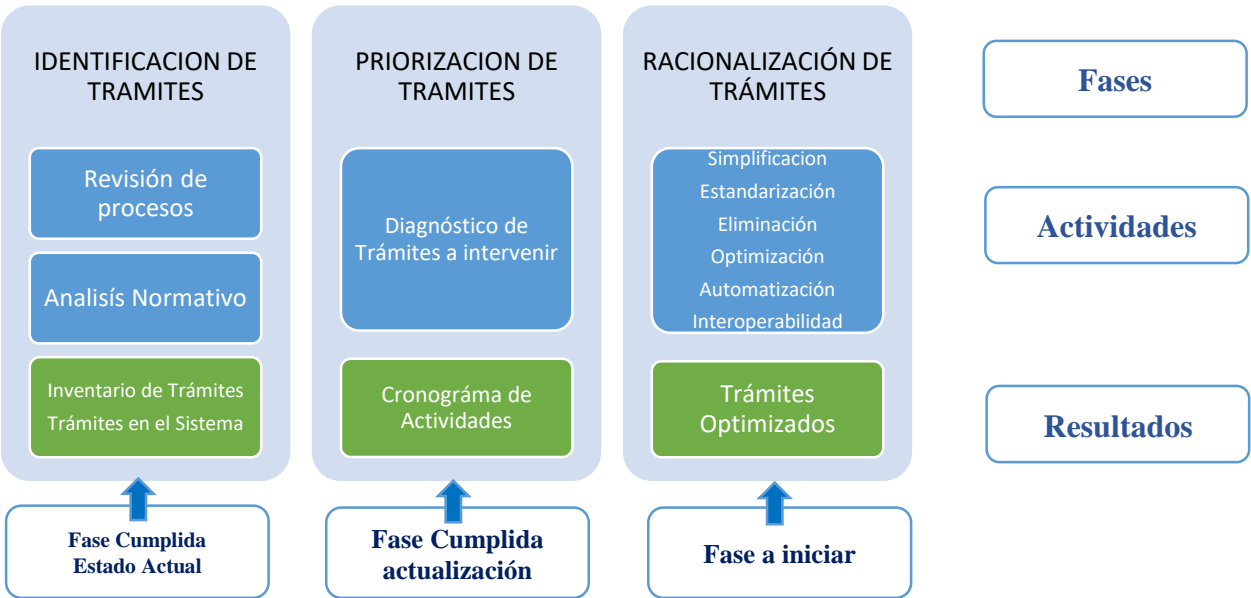 IDENTIFICACION DE
TRAMITES
Revisión de
procesos
Analisís Normativo
Inventario de Trámites
Trámites en el Sistema
Fase Cumplida
Estado Actual
PRIORIZACION DE
TRAMITES
Diagnóstico de
Trámites a intervenir
Cronográma de
Actividades
Fase Cumplida
actualización
RACIONALIZACIÓN DE
TRÁMITES
Simplificacion
Estandarización
Eliminación
Optimización
Automatización
Interoperabilidad
Trámites
Optimizados
Fase a iniciar
Fases
Actividades
Resultados